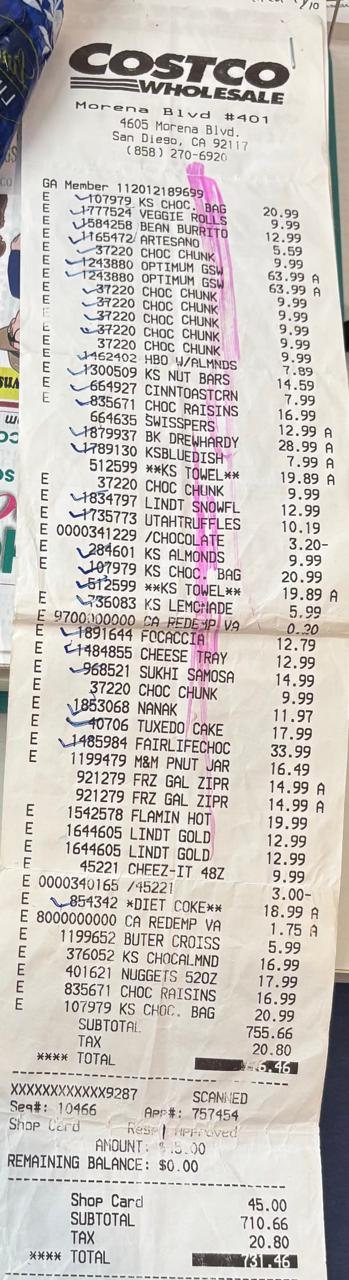 COSTCO
WHOLESALE
Morena Blvd #401
4605 Morena Blvd.
San Diego, CA 92117
(858) 270-6920
GA Member 112012189699
E 107979 KS CHOC. BAG 20.99
E 1777524 VEGGIE ROLLS 9.99
E 1584258 BEAN BURRITO 12.99
E 1165472 ARTESANO 5.59
E 37220 CHOC CHUNK 9.99
E 1243880 OPTIMUM GSW 63.99 A
1243880 OPTIMUM GSW 63.99 A
E 37220 CHOC CHUNK 9.99
E 37220 CHOC CHUNK 9.99
E 37220 CHOC CHUNK 9.99
E 37220 CHOC CHUNK 9.99
E 37220 CHOC CHUNK 9.99
E 1462402 HBO W/ALMNDS 7.89
E 1300509 KS NUT BARS 14.59
E 664927 CINNTOASTCRN 7.99
E 835671 CHOC RAISINS 16.99
664635 SWISSPERS 12.99 A
1879937 BK DREWHARDY 28.99 A
1789130 KSBLUEDISH 7.99 A
512599 **KS TOWEL** 19.89 A
E 37220 CHOC CHUNK 9.99
E 1834797 LINDT SNOWFL 12.99
E 1735773 UTAHTRUFFLES 10.19
E 0000341229 /CHOCOLATE 3.20-
E 284601 KS ALMONDS 9.99
E 107979 KS CHOC. BAG 20.99
512599 **KS TOWEL** 19.89 A
E 736083 KS LEMONADE 5.99
E 9700000000 CA REDEMP VA 0.20
E 1891644 FOCACCIA 12.79
E 1484855 CHEESE TRAY 12.99
E 968521 SUKHI SAMOSA 14.99
E 37220 CHOC CHUNK 9.99
E 1853068 NANAK 11.97
E 40706 TUXEDO CAKE 17.99
E 1485984 FAIRLIFECHOC 33.99
E 1199479 M&M PNUT JAR 16.49
921279 FRZ GAL ZIPR 14.99 A
921279 FRZ GAL ZIPR 14.99 A
E 1542578 FLAMIN HOT 19.99
E 1644605 LINDT GOLD 12.99
E 1644605 LINDT GOLD 12.99
E 45221 CHEEZ-IT 48Z 9.99
E 0000340165 /45221 3.00-
854342 *DIET COKE** 18.99 A
E 8000000000 CA REDEMP VA 1.75 A
E 1199652 BUTER CROISS 5.99
E 376052 KS CHOCALMND 16.99
E 401621 NUGGETS 52OZ 17.99
E 835671 CHOC RAISINS 16.99
E 107979 KS CHOC. BAG 20.99
SUBTOTAL 755.66
TAX 20.80
**** TOTAL
XXXXXXXXXXXX9287 SCANNED
Seq#: 10466 App#: 757454
Shop Card Resp: APPROVED
AMOUNT:
REMAINING BALANCE: $0.00
Shop Card 45.00
SUBTOTAL 710.66
TAX 20.80
**** TOTAL 731.46